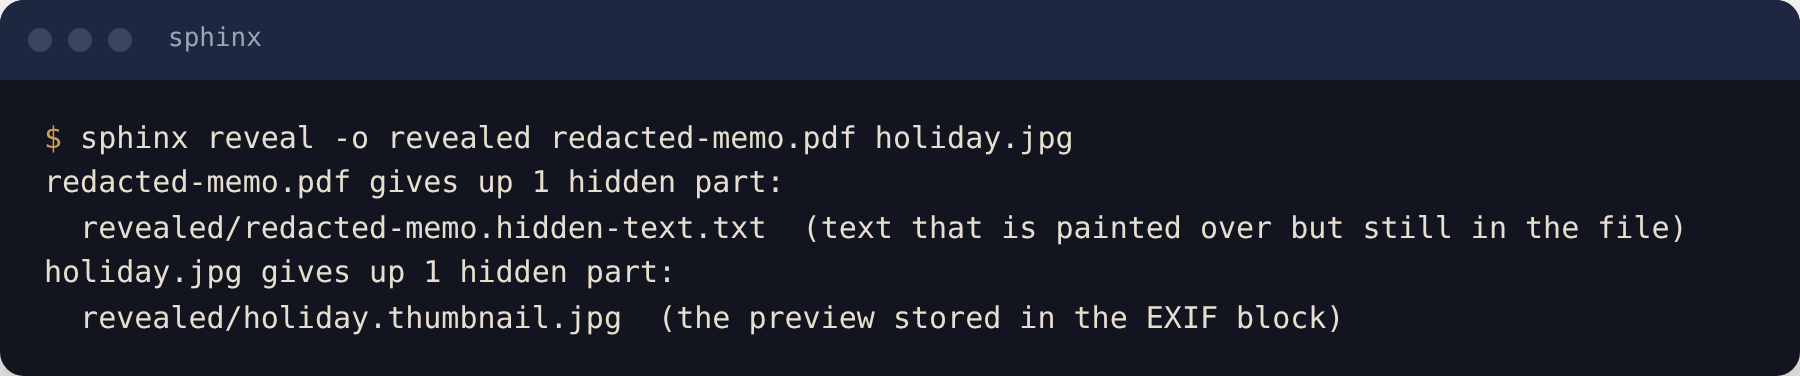 sphinx
$ sphinx reveal -o revealed redacted-memo.pdf holiday.jpg
redacted-memo.pdf gives up 1 hidden part:
  revealed/redacted-memo.hidden-text.txt  (text that is painted over but still in the file)
holiday.jpg gives up 1 hidden part:
  revealed/holiday.thumbnail.jpg  (the preview stored in the EXIF block)